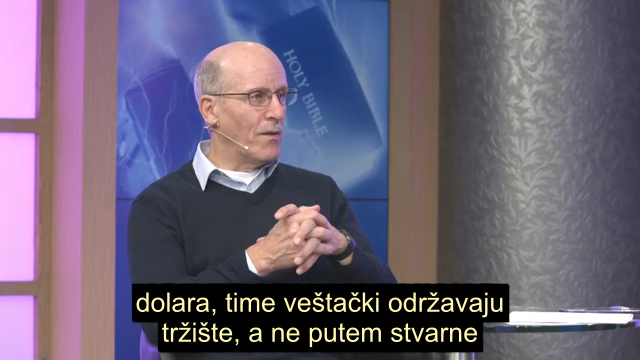 HOLY BIBLE
dolara, time veštački održavaju
tržište, a ne putem stvarne